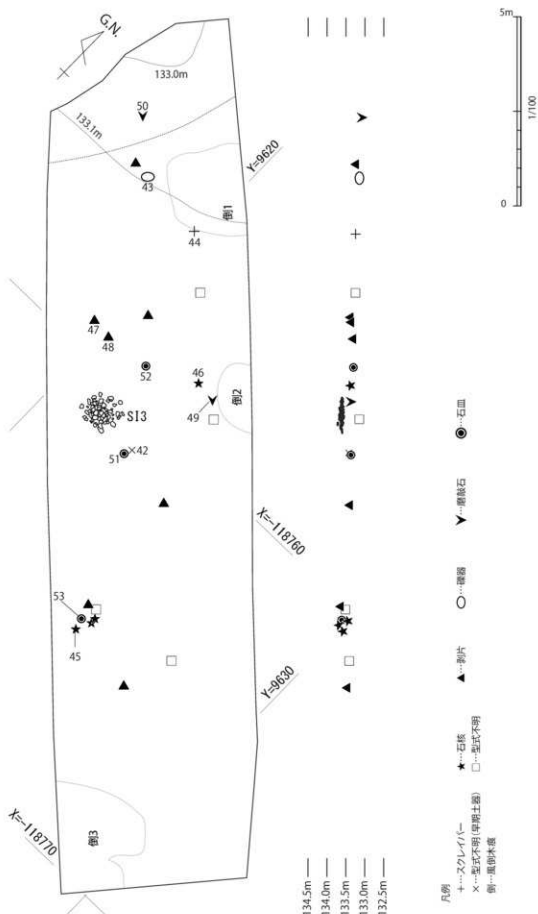 G.N.
133.0m
133.1m
50
43
Y=9620
44
倒1
47
48
52
46
SI3
49
倒2
51
42
X=-118760
53
45
Y=9630
X=-118770
倒3
134.5m
134.0m
133.5m
133.0m
132.5m
0
5m
1/100
凡例
+…スクレイパー
★…石核
▲…剥片
○…礫器
…磨敲石
◉…石皿
×…型式不明(早期土器)
□…型式不明
倒…風倒木痕